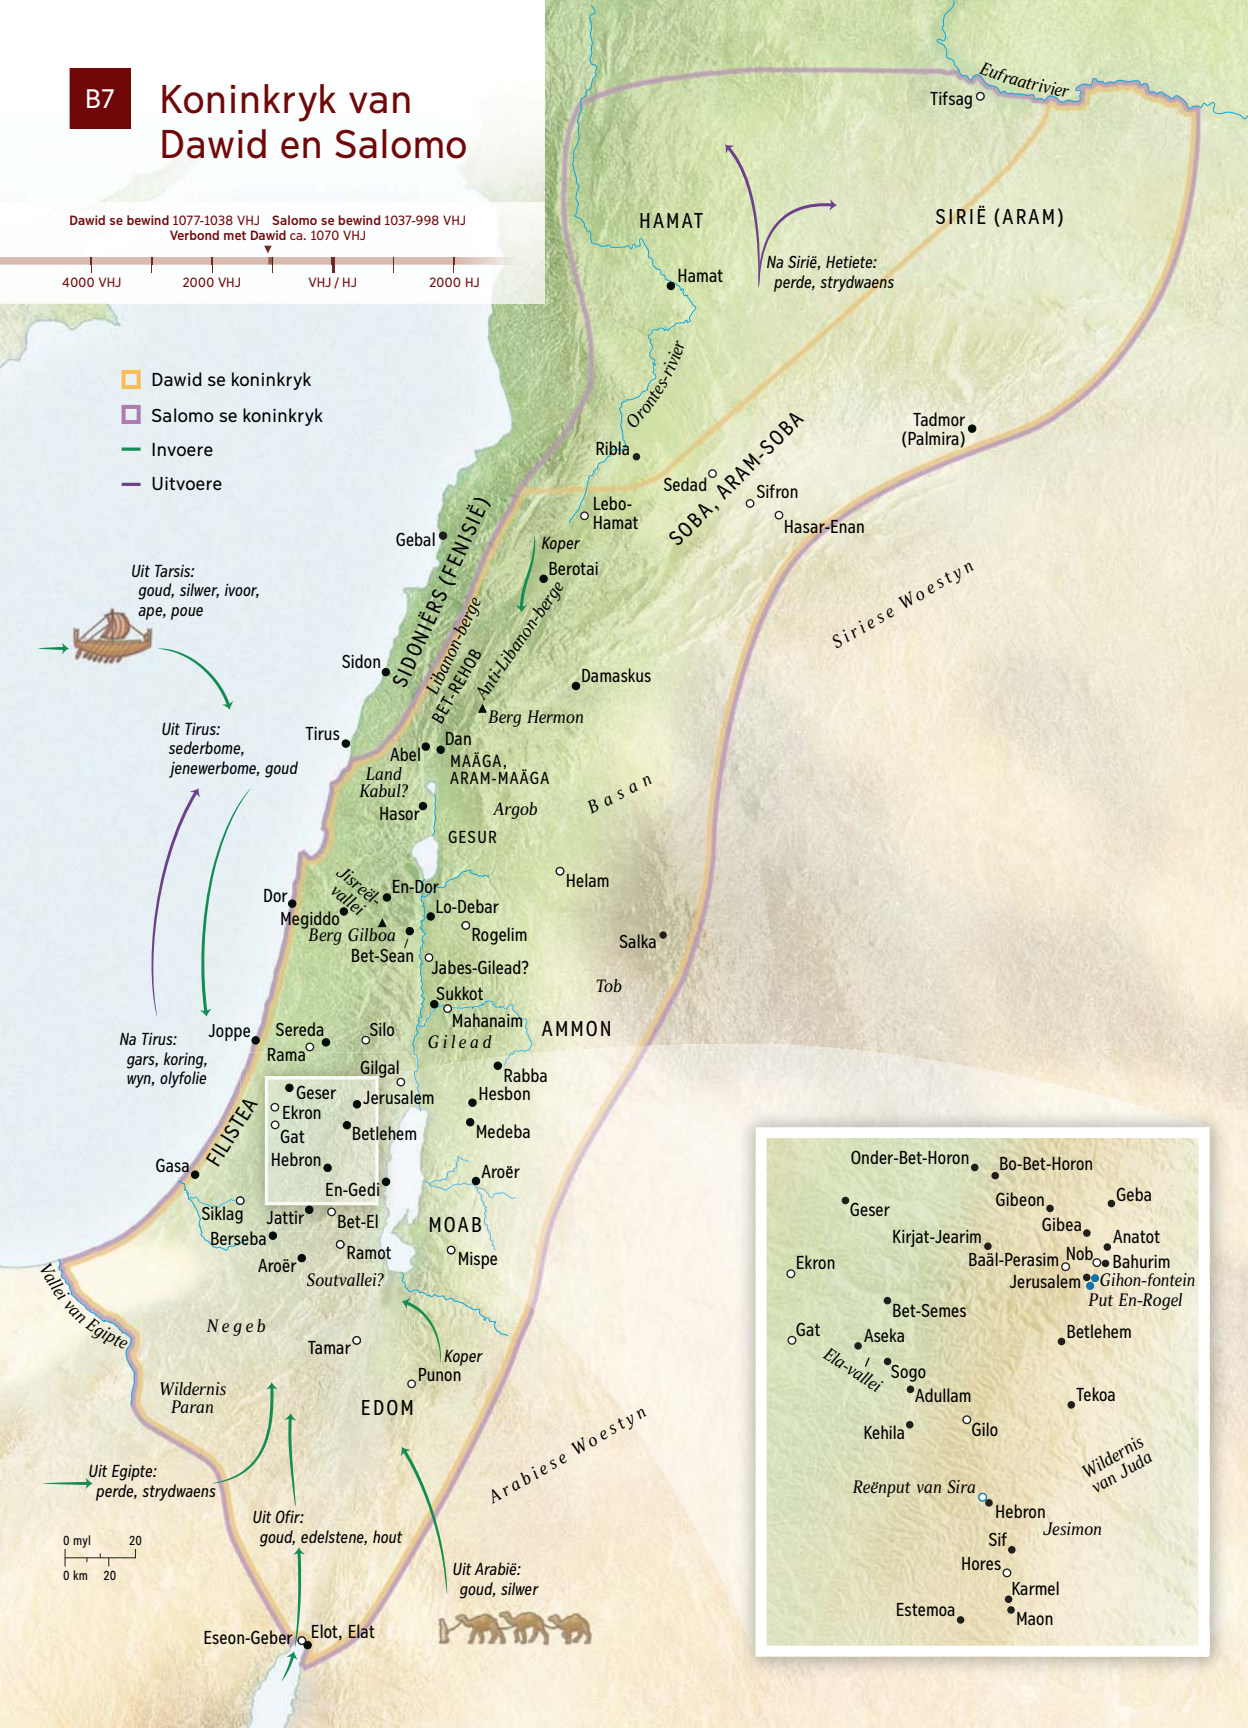 B7
Koninkryk van
Dawid en Salomo
Dawid se bewind 1077-1038 VHJ
Salomo se bewind 1037-998 VHJ
Verbond met Dawid ca. 1070 VHJ
4000 VHJ
2000 VHJ
VHJ / HJ
2000 HJ
Dawid se koninkryk
Salomo se koninkryk
Invoere
Uitvoere
Eufraatrivier
Tifsag
HAMAT
SIRIË (ARAM)
Na Sirië, Hetiete:
perde, strydwaens
Hamat
Orontes-rivier
Ribla
Tadmor
(Palmira)
Sedad
SOBA, ARAM-SOBA
Sifron
Hasar-Enan
Lebo-
Hamat
Gebal
SIDONIËRS (FENISIË)
Koper
Berotai
Siriese Woestyn
Uit Tarsis:
goud, silwer, ivoor,
ape, poue
Libanon-berge
Anti-Libanon-berge
BET-REHOB
Sidon
Damaskus
Berg Hermon
Uit Tirus:
sederbome,
jenewerbome, goud
Tirus
Abel
Dan
MAÄGA,
ARAM-MAÄGA
Land
Kabul?
Hasor
Argob
Basan
GESUR
Helam
Jisreël-
vallei
En-Dor
Dor
Megiddo
Lo-Debar
Berg Gilboa
Rogelim
Bet-Sean
Jabes-Gilead?
Salka
Tob
Sukkot
Mahanaim
Gilead
AMMON
Na Tirus:
gars, koring,
wyn, olyfolie
Joppe
Sereda
Rama
Silo
Gilgal
Rabba
Geser
Jerusalem
Hesbon
Ekron
Gat
Betlehem
Medeba
FILISTEA
Hebron
En-Gedi
Gasa
Aroër
Siklag
Jattir
Bet-El
MOAB
Berseba
Ramot
Mispe
Aroër
Soutvallei?
Vallei van Egipte
Negeb
Tamar
Koper
Punon
Wildernis
Paran
EDOM
Arabiese Woestyn
Uit Egipte:
perde, strydwaens
Uit Ofir:
goud, edelstene, hout
0 myl
20
0 km
20
Uit Arabië:
goud, silwer
Eseon-Geber
Elot, Elat
Onder-Bet-Horon
Bo-Bet-Horon
Geser
Gibeon
Geba
Gibea
Kirjat-Jearim
Anatot
Baäl-Perasim
Nob
Bahurim
Ekron
Jerusalem
Gihon-fontein
Put En-Rogel
Bet-Semes
Gat
Aseka
Betlehem
Ela-vallei
Sogo
Adullam
Tekoa
Kehila
Gilo
Wildernis
van Juda
Reënput van Sira
Hebron
Jesimon
Sif
Hores
Karmel
Estemoa
Maon